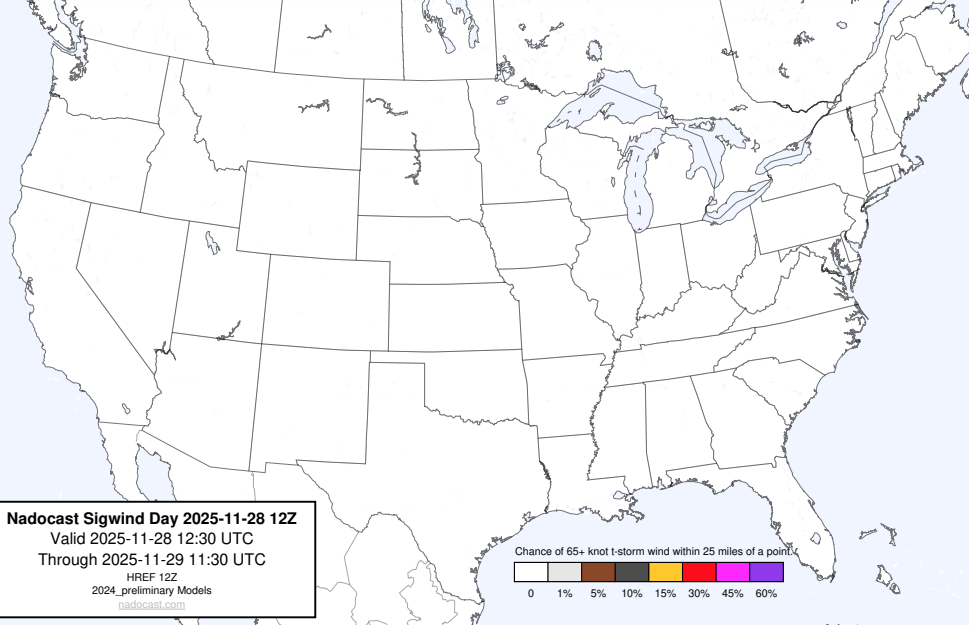 Nadocast Sigwind Day 2025-11-28 12Z
Valid 2025-11-28 12:30 UTC
Through 2025-11-29 11:30 UTC
HREF 12Z
2024_preliminary Models
nadocast.com
Chance of 65+ knot t-storm wind within 25 miles of a point.
0 1% 5% 10% 15% 30% 45% 60%